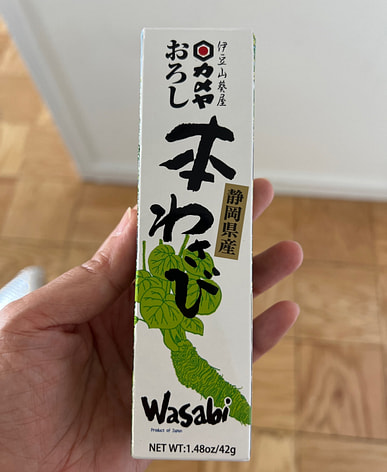 伊豆山葵屋
カメヤ
おろし
本わさび
静岡県産
Wasabi
Product of Japan
NET WT:1.48oz/42g